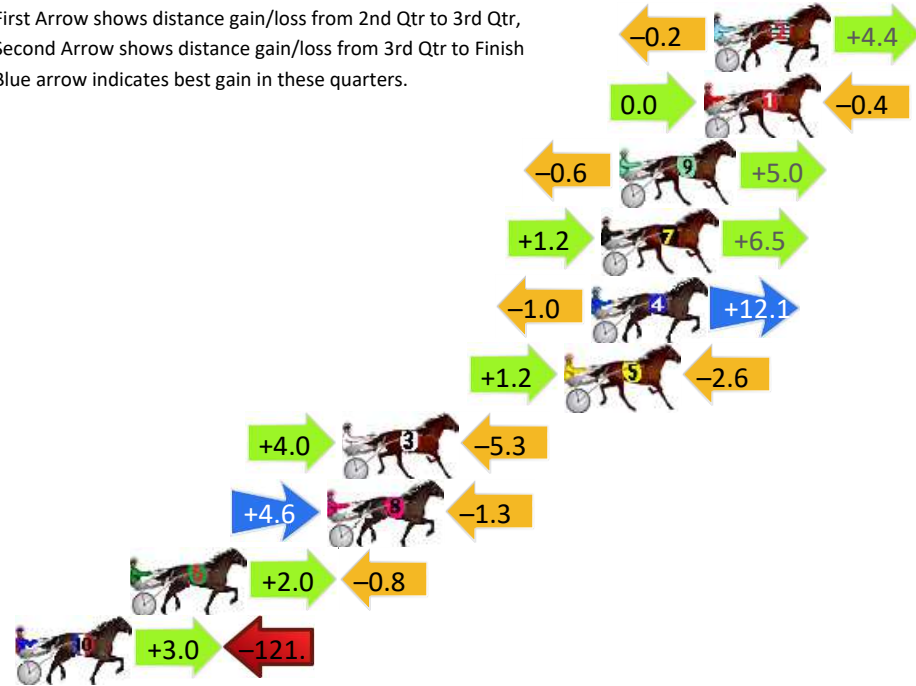 First Arrow shows distance gain/loss from 2nd Qtr to 3rd Qtr,
Second Arrow shows distance gain/loss from 3rd Qtr to Finish
Blue arrow indicates best gain in these quarters.
–0.2 2 +4.4
0.0 1 –0.4
–0.6 9 +5.0
+1.2 7 +6.5
–1.0 4 +12.1
+1.2 5 –2.6
+4.0 3 –5.3
+4.6 8 –1.3
+2.0 –0.8
10 +3.0 –121.